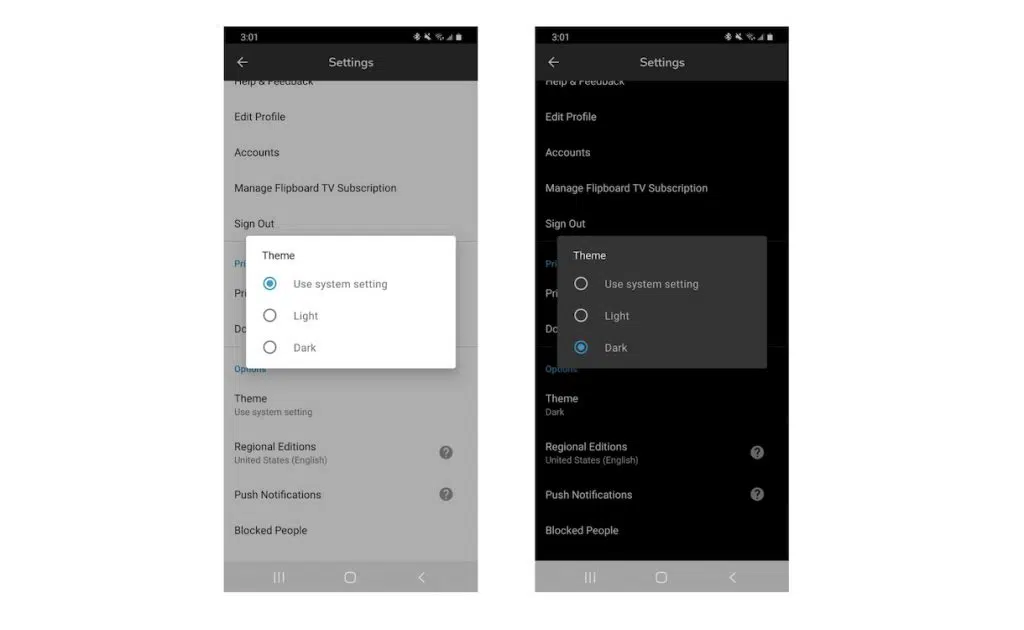 3:01
Settings
Help & Feedback
Edit Profile
Accounts
Manage Flipboard TV Subscription
Sign Out
Pri
Theme
Use system setting
Light
Dark
Pri
Do
Options
Theme
Use system setting
Regional Editions
United States (English)
Push Notifications
Blocked People
3:01
Settings
Help & Feedback
Edit Profile
Accounts
Manage Flipboard TV Subscription
Sign Out
Pri
Theme
Use system setting
Light
Dark
Pri
Do
Options
Theme
Dark
Regional Editions
United States (English)
Push Notifications
Blocked People